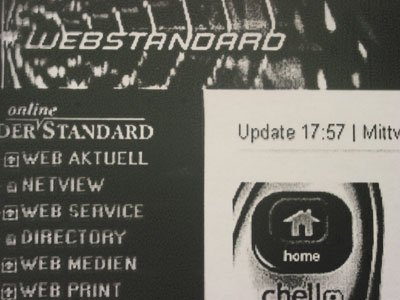 WEBSTANDARD
online
DER STANDARD
Update 17:57 | Mittw
WEB AKTUELL
NETVIEW
WEB SERVICE
DIRECTORY
WEB MEDIEN
WEB PRINT
home
chello